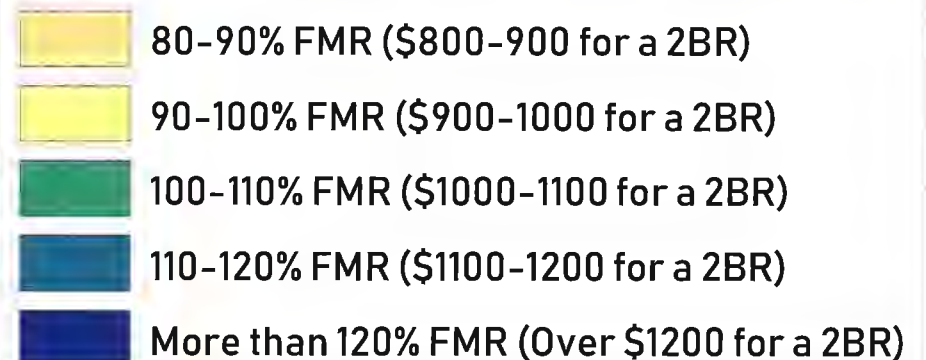 80-90% FMR ($800-900 for a 2BR)
90-100% FMR ($900-1000 for a 2BR)
100-110% FMR ($1000-1100 for a 2BR)
110-120% FMR ($1100-1200 for a 2BR)
More than 120% FMR (Over $1200 for a 2BR)